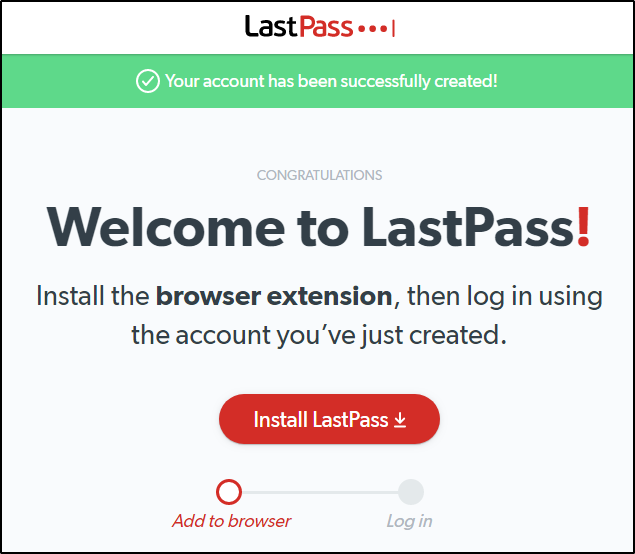 LastPass
Your account has been successfully created!
CONGRATULATIONS
Welcome to LastPass!
Install the browser extension, then log in using
the account you’ve just created.
Install LastPass
Add to browser
Log in